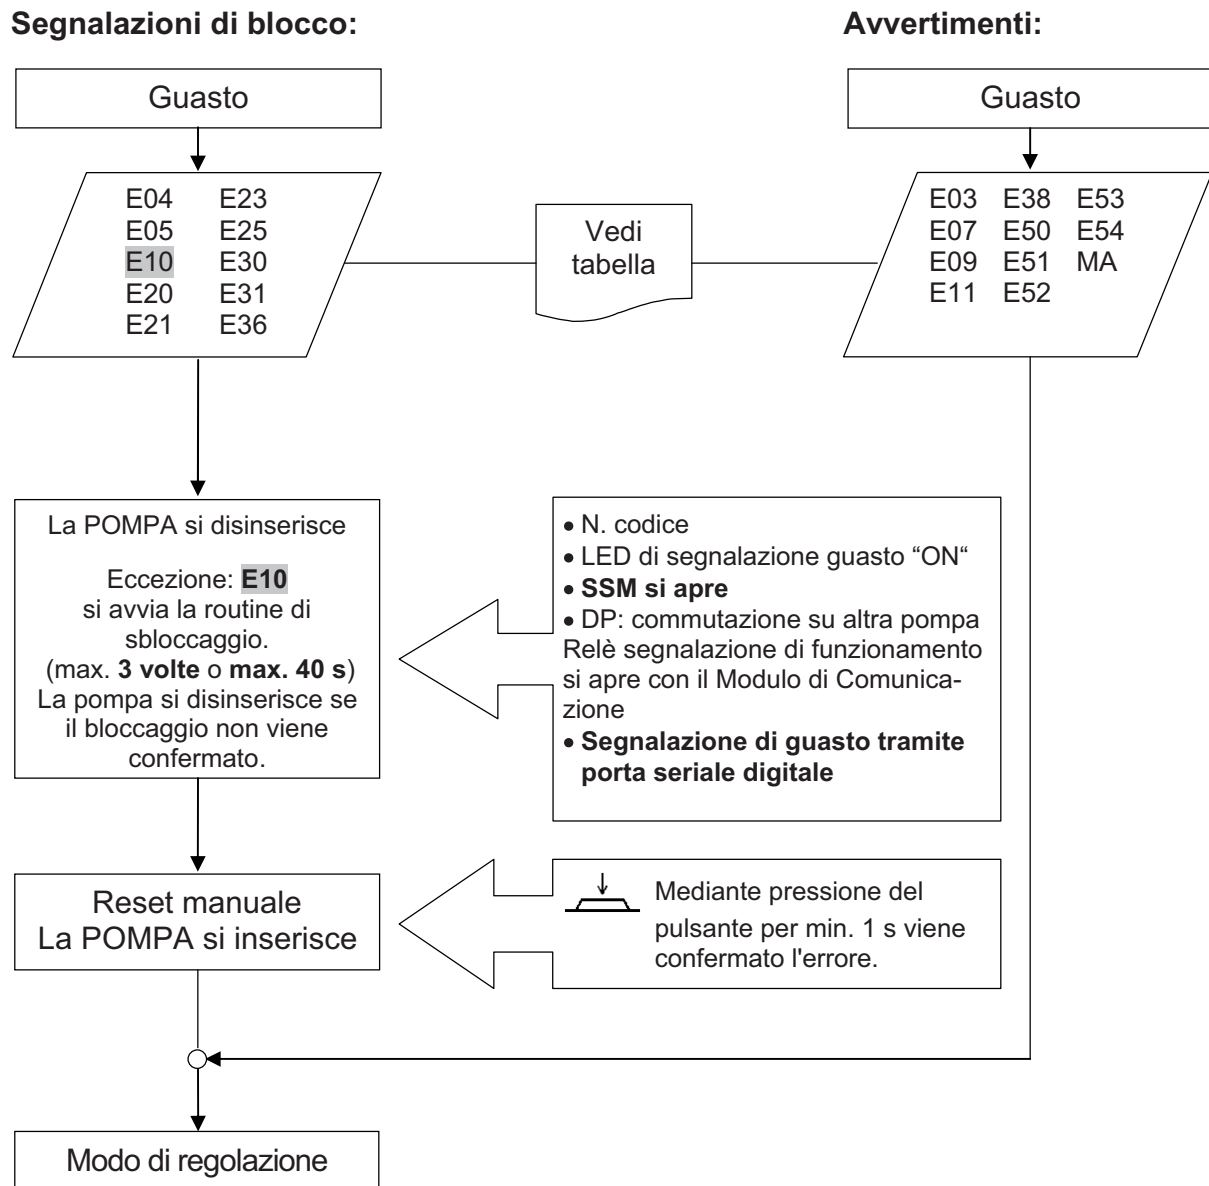 Segnalazioni di blocco:
Avvertimenti:
Guasto
Guasto
E04 E23
E05 E25
E10 E30
E20 E31
E21 E36
Vedi
tabella
E03 E38 E53
E07 E50 E54
E09 E51 MA
E11 E52
La POMPA si disinserisce
Eccezione: E10
si avvia la routine di
sbloccaggio.
(max. 3 volte o max. 40 s)
La pompa si disinserisce se
il bloccaggio non viene
confermato.
• N. codice
• LED di segnalazione guasto “ON“
• SSM si apre
• DP: commutazione su altra pompa
Relè segnalazione di funzionamento
si apre con il Modulo di Comunica-
zione
• Segnalazione di guasto tramite
porta seriale digitale
Reset manuale
La POMPA si inserisce
Mediante pressione del
pulsante per min. 1 s viene
confermato l'errore.
Modo di regolazione